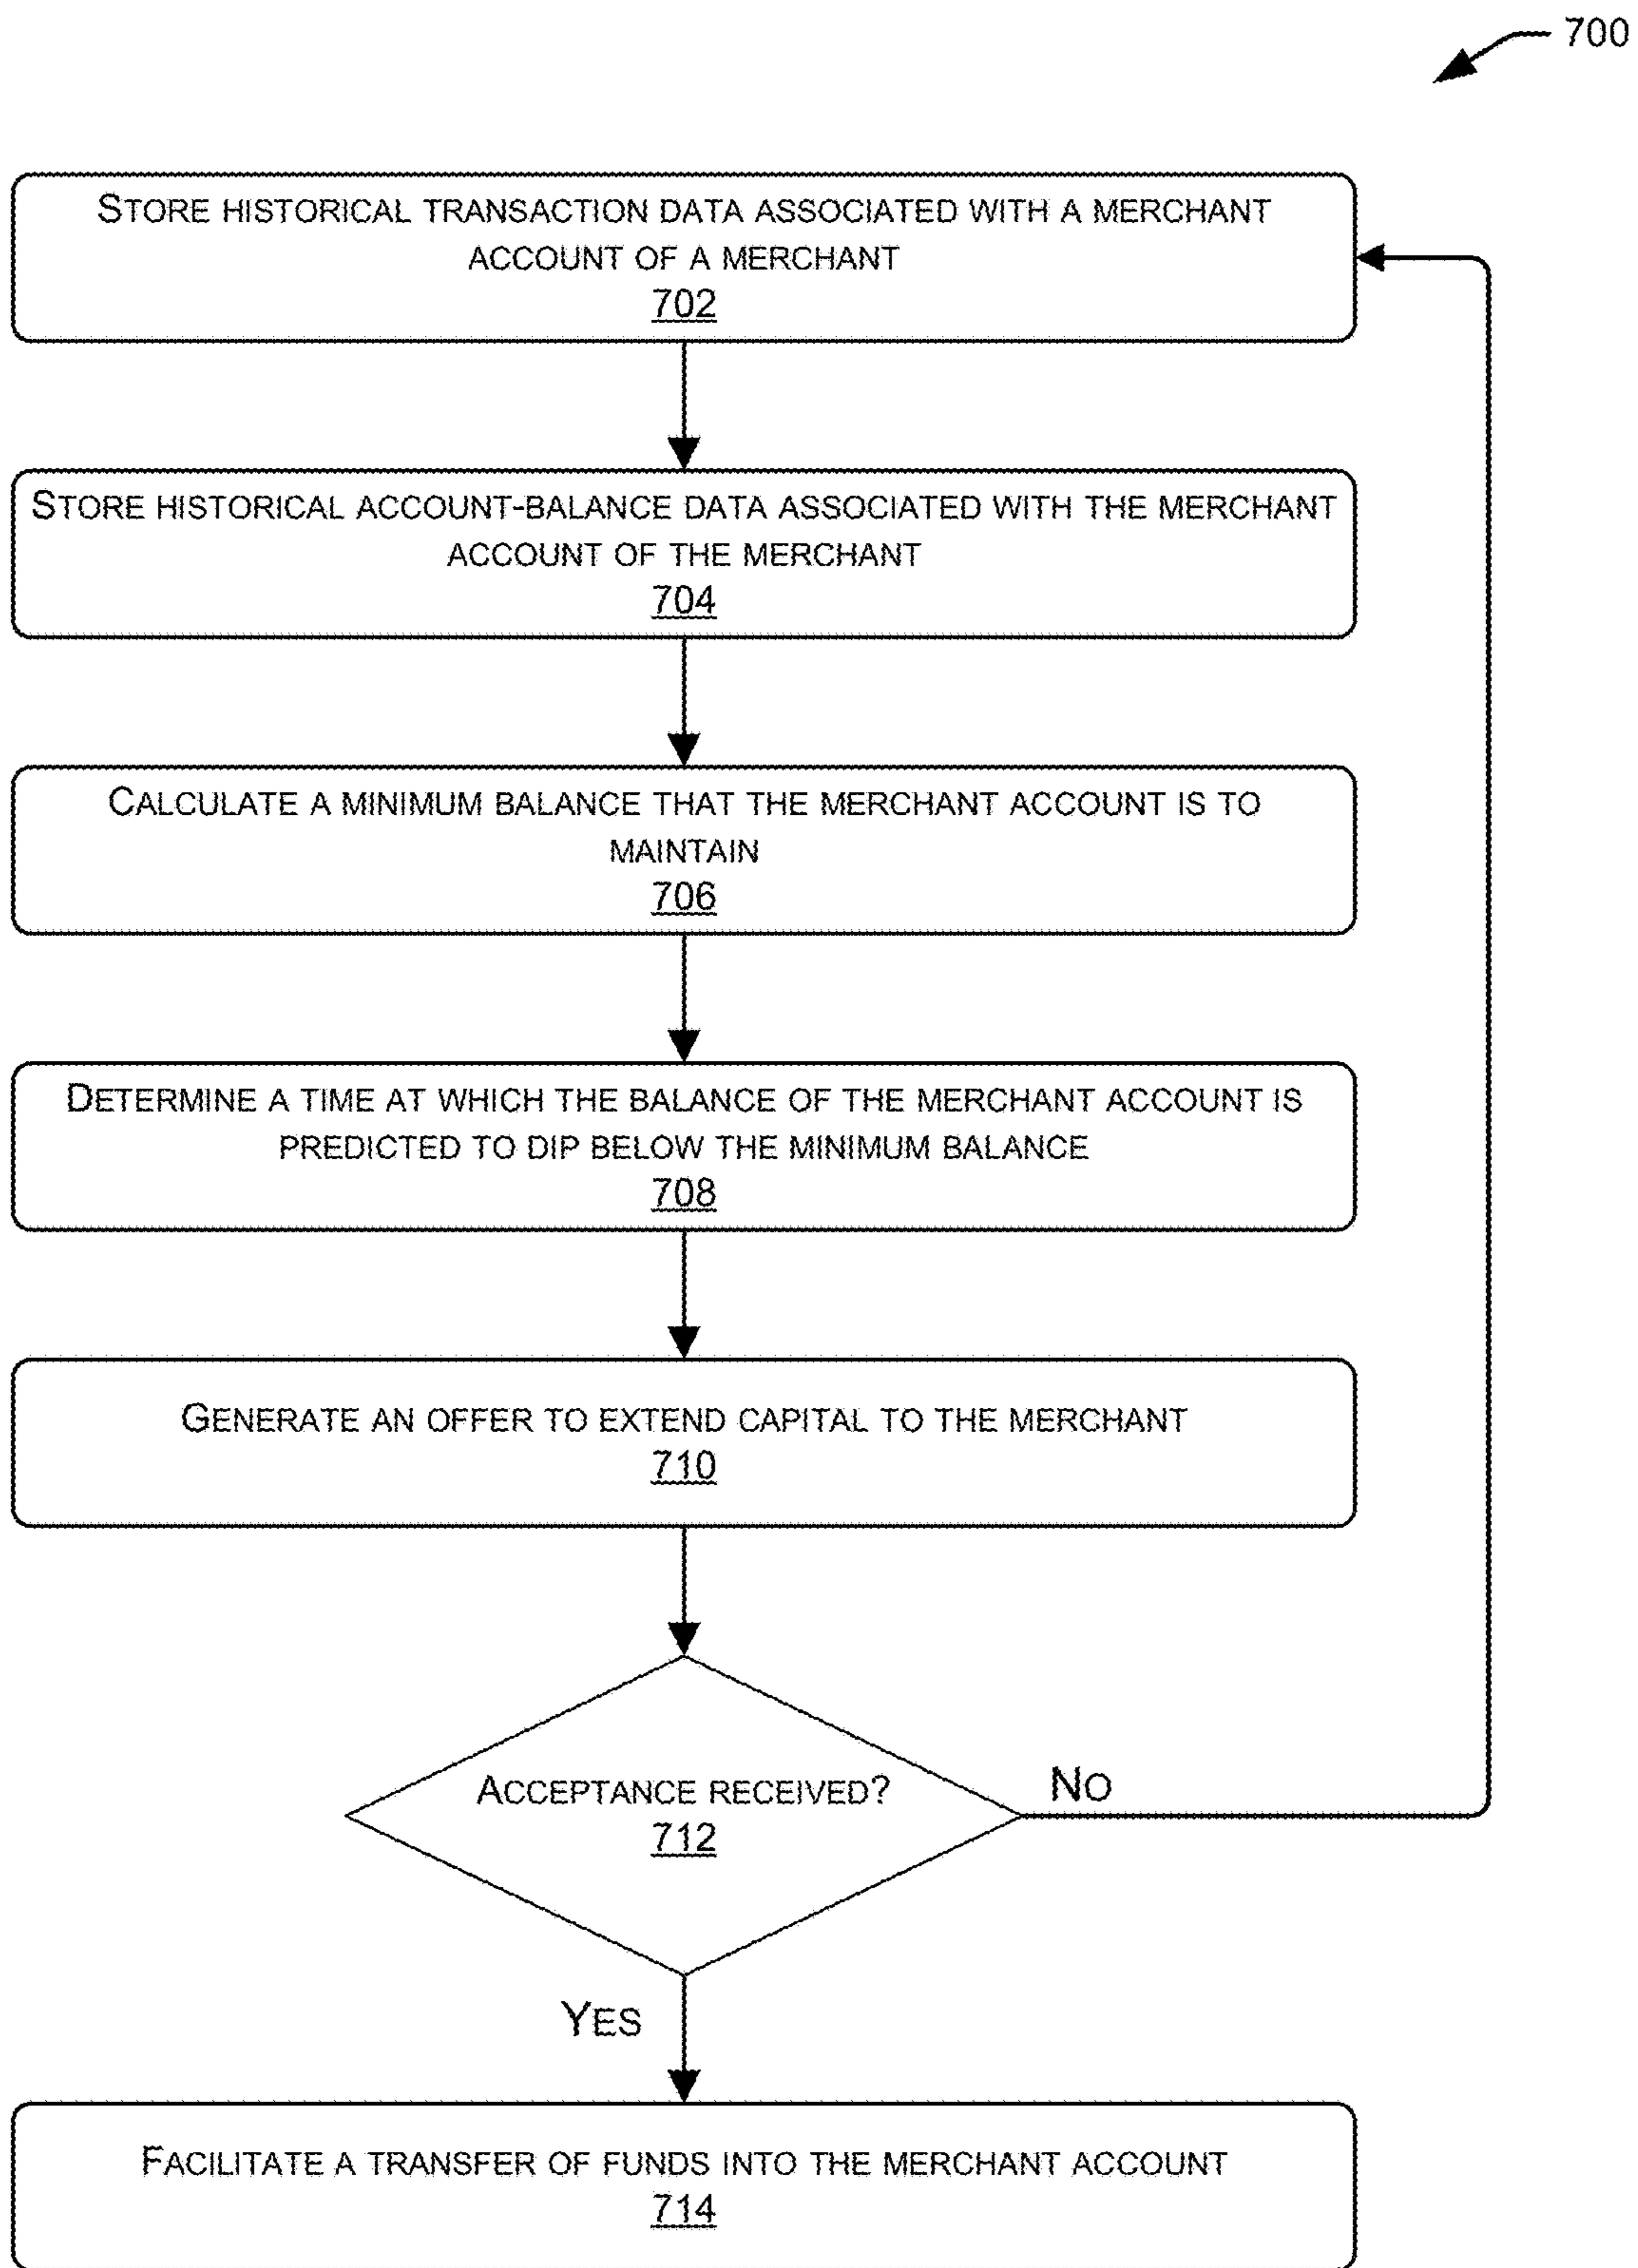 700
STORE HISTORICAL TRANSACTION DATA ASSOCIATED WITH A MERCHANT
ACCOUNT OF A MERCHANT
702
STORE HISTORICAL ACCOUNT-BALANCE DATA ASSOCIATED WITH THE MERCHANT
ACCOUNT OF THE MERCHANT
704
CALCULATE A MINIMUM BALANCE THAT THE MERCHANT ACCOUNT IS TO
MAINTAIN
706
DETERMINE A TIME AT WHICH THE BALANCE OF THE MERCHANT ACCOUNT IS
PREDICTED TO DIP BELOW THE MINIMUM BALANCE
708
GENERATE AN OFFER TO EXTEND CAPITAL TO THE MERCHANT
710
ACCEPTANCE RECEIVED?
712
NO
YES
FACILITATE A TRANSFER OF FUNDS INTO THE MERCHANT ACCOUNT
714